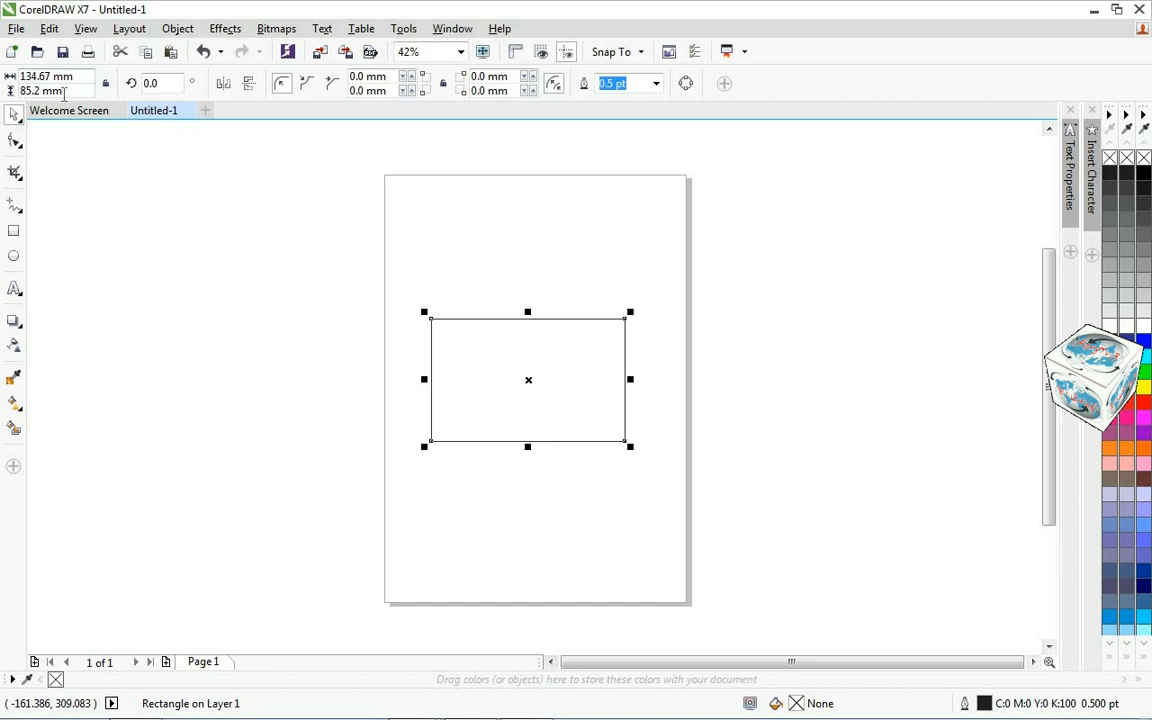 CorelDRAW X7 - Untitled-1
File Edit View Layout Object Effects Bitmaps Text Table Tools Window Help
42% Snap To
134.67 mm 0.0 0.0 mm 0.0 mm 0.5 pt
85.2 mm 0.0 mm 0.0 mm
Welcome Screen Untitled-1
Text Properties
Insert Character
1 of 1 Page 1
Drag colors (or objects) here to store these colors with your document
( -161.386, 309.083 ) Rectangle on Layer 1 None C:0 M:0 Y:0 K:100 0.500 pt